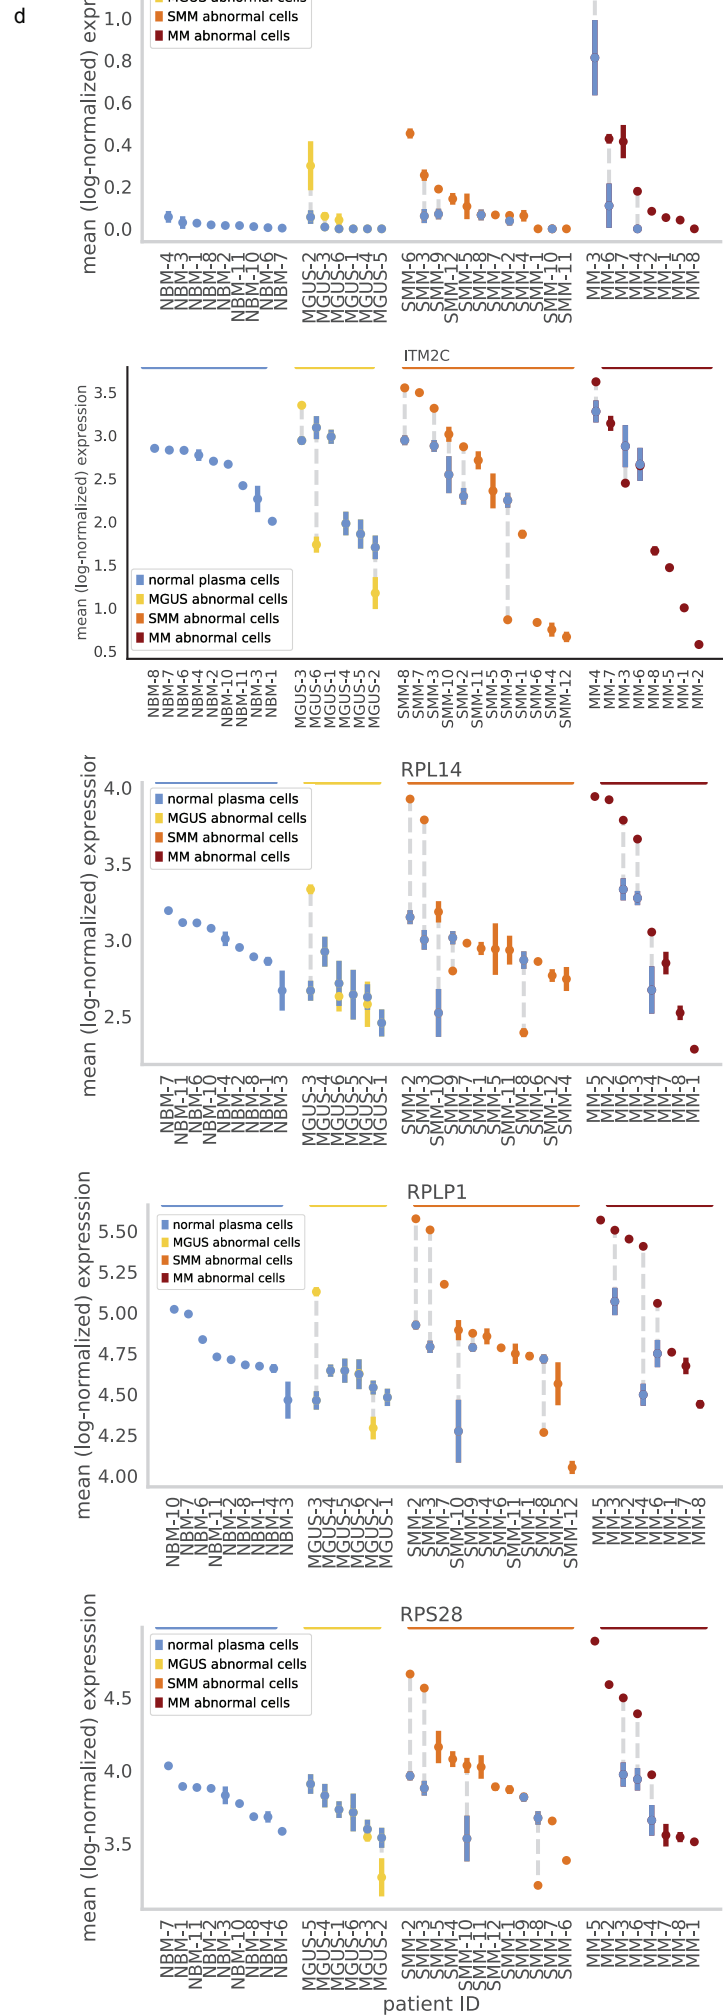 d
SMM abnormal cells
MM abnormal cells
mean (log-normalized) expr
1.0
0.8
0.6
0.4
0.2
0.0
NBM-4
NBM-3
NBM-1
NBM-8
NBM-2
NBM-11
NBM-10
NBM-6
NBM-7
MGUS-2
MGUS-3
MGUS-6
MGUS-1
MGUS-4
MGUS-5
SMM-6
SMM-3
SMM-9
SMM-12
SMM-5
SMM-8
SMM-7
SMM-2
SMM-4
SMM-1
SMM-10
SMM-11
MM-3
MM-6
MM-7
MM-4
MM-2
MM-1
MM-5
MM-8
ITM2C
mean (log-normalized) expression
3.5
3.0
2.5
2.0
1.5
1.0
0.5
normal plasma cells
MGUS abnormal cells
SMM abnormal cells
MM abnormal cells
NBM-8
NBM-7
NBM-6
NBM-4
NBM-2
NBM-10
NBM-11
NBM-3
NBM-1
MGUS-3
MGUS-6
MGUS-1
MGUS-4
MGUS-5
MGUS-2
SMM-8
SMM-7
SMM-3
SMM-10
SMM-2
SMM-11
SMM-5
SMM-9
SMM-1
SMM-6
SMM-4
SMM-12
MM-4
MM-7
MM-3
MM-6
MM-8
MM-5
MM-1
MM-2
RPL14
mean (log-normalized) expresssion
4.0
3.5
3.0
2.5
normal plasma cells
MGUS abnormal cells
SMM abnormal cells
MM abnormal cells
NBM-7
NBM-11
NBM-6
NBM-10
NBM-4
NBM-2
NBM-8
NBM-1
NBM-3
MGUS-3
MGUS-4
MGUS-6
MGUS-5
MGUS-2
MGUS-1
SMM-2
SMM-3
SMM-10
SMM-9
SMM-7
SMM-1
SMM-5
SMM-11
SMM-8
SMM-6
SMM-12
SMM-4
MM-5
MM-2
MM-6
MM-3
MM-4
MM-7
MM-8
MM-1
RPLP1
mean (log-normalized) expresssion
5.50
5.25
5.00
4.75
4.50
4.25
4.00
normal plasma cells
MGUS abnormal cells
SMM abnormal cells
MM abnormal cells
NBM-10
NBM-7
NBM-6
NBM-11
NBM-2
NBM-8
NBM-1
NBM-4
NBM-3
MGUS-3
MGUS-4
MGUS-5
MGUS-6
MGUS-2
MGUS-1
SMM-2
SMM-3
SMM-7
SMM-10
SMM-9
SMM-4
SMM-6
SMM-11
SMM-1
SMM-8
SMM-5
SMM-12
MM-5
MM-3
MM-2
MM-4
MM-6
MM-1
MM-7
MM-8
RPS28
mean (log-normalized) expresssion
4.5
4.0
3.5
normal plasma cells
MGUS abnormal cells
SMM abnormal cells
MM abnormal cells
NBM-7
NBM-1
NBM-11
NBM-2
NBM-3
NBM-10
NBM-8
NBM-4
NBM-6
MGUS-5
MGUS-4
MGUS-1
MGUS-6
MGUS-3
MGUS-2
SMM-2
SMM-3
SMM-5
SMM-4
SMM-10
SMM-11
SMM-12
SMM-1
SMM-9
SMM-8
SMM-7
SMM-6
MM-5
MM-2
MM-3
MM-6
MM-4
MM-7
MM-8
MM-1
patient ID